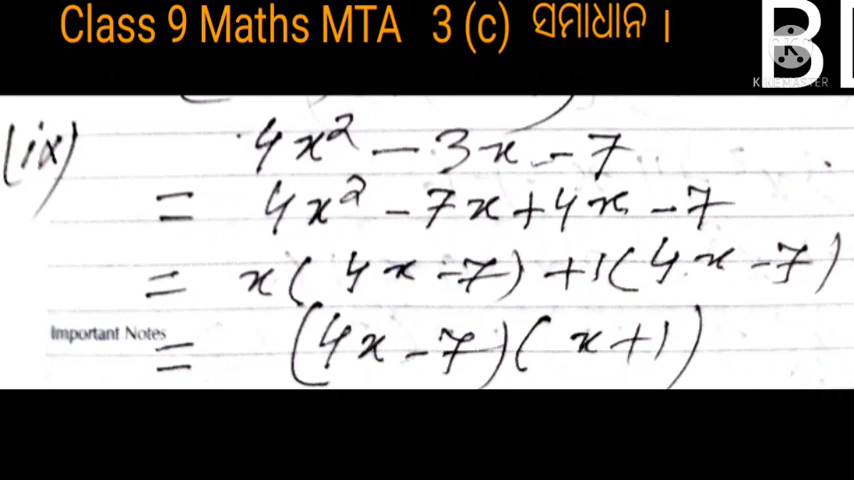 Class 9 Maths MTA 3 (c) ସମାଧାନ ।
KINEMASTER
(ix) 4x² - 3x - 7
= 4x² - 7x + 4x - 7
= x(4x - 7) + 1(4x - 7)
Important Notes
= (4x - 7)(x + 1)